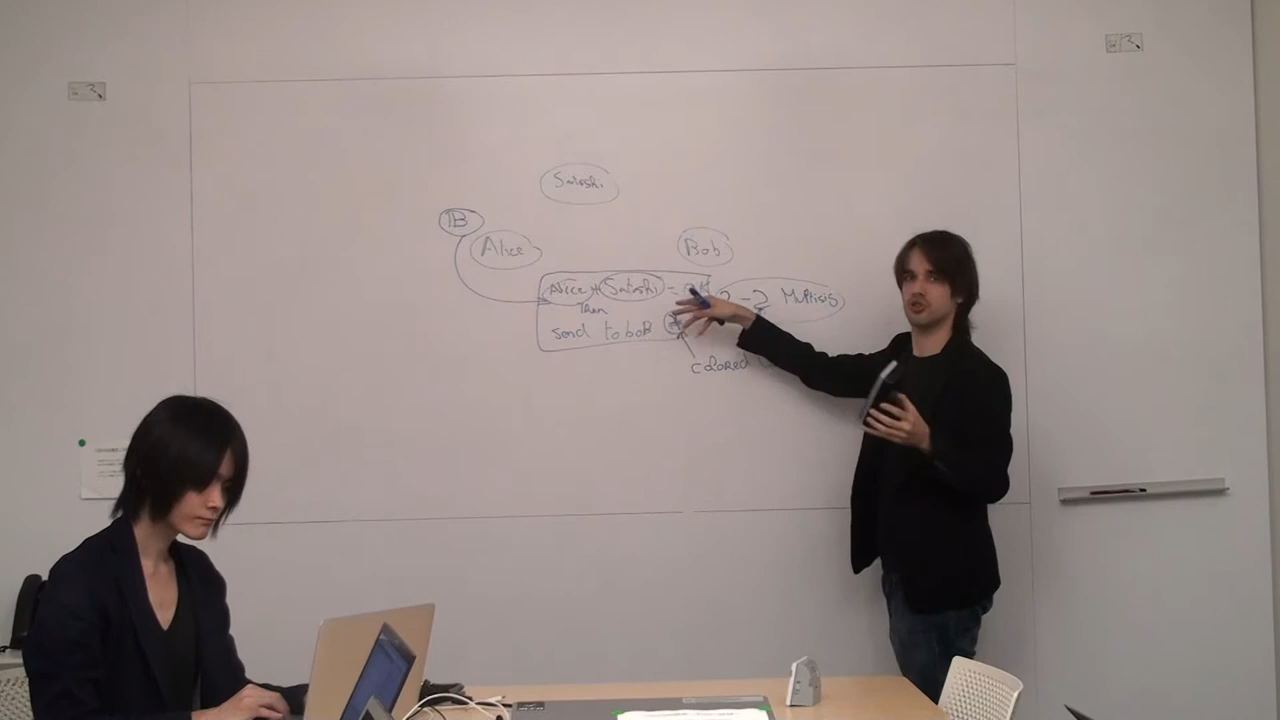 Satoshi
1B
Alice
Bob
Alice + Satoshi = 2-2 Multisig
Then
send to bob
colored